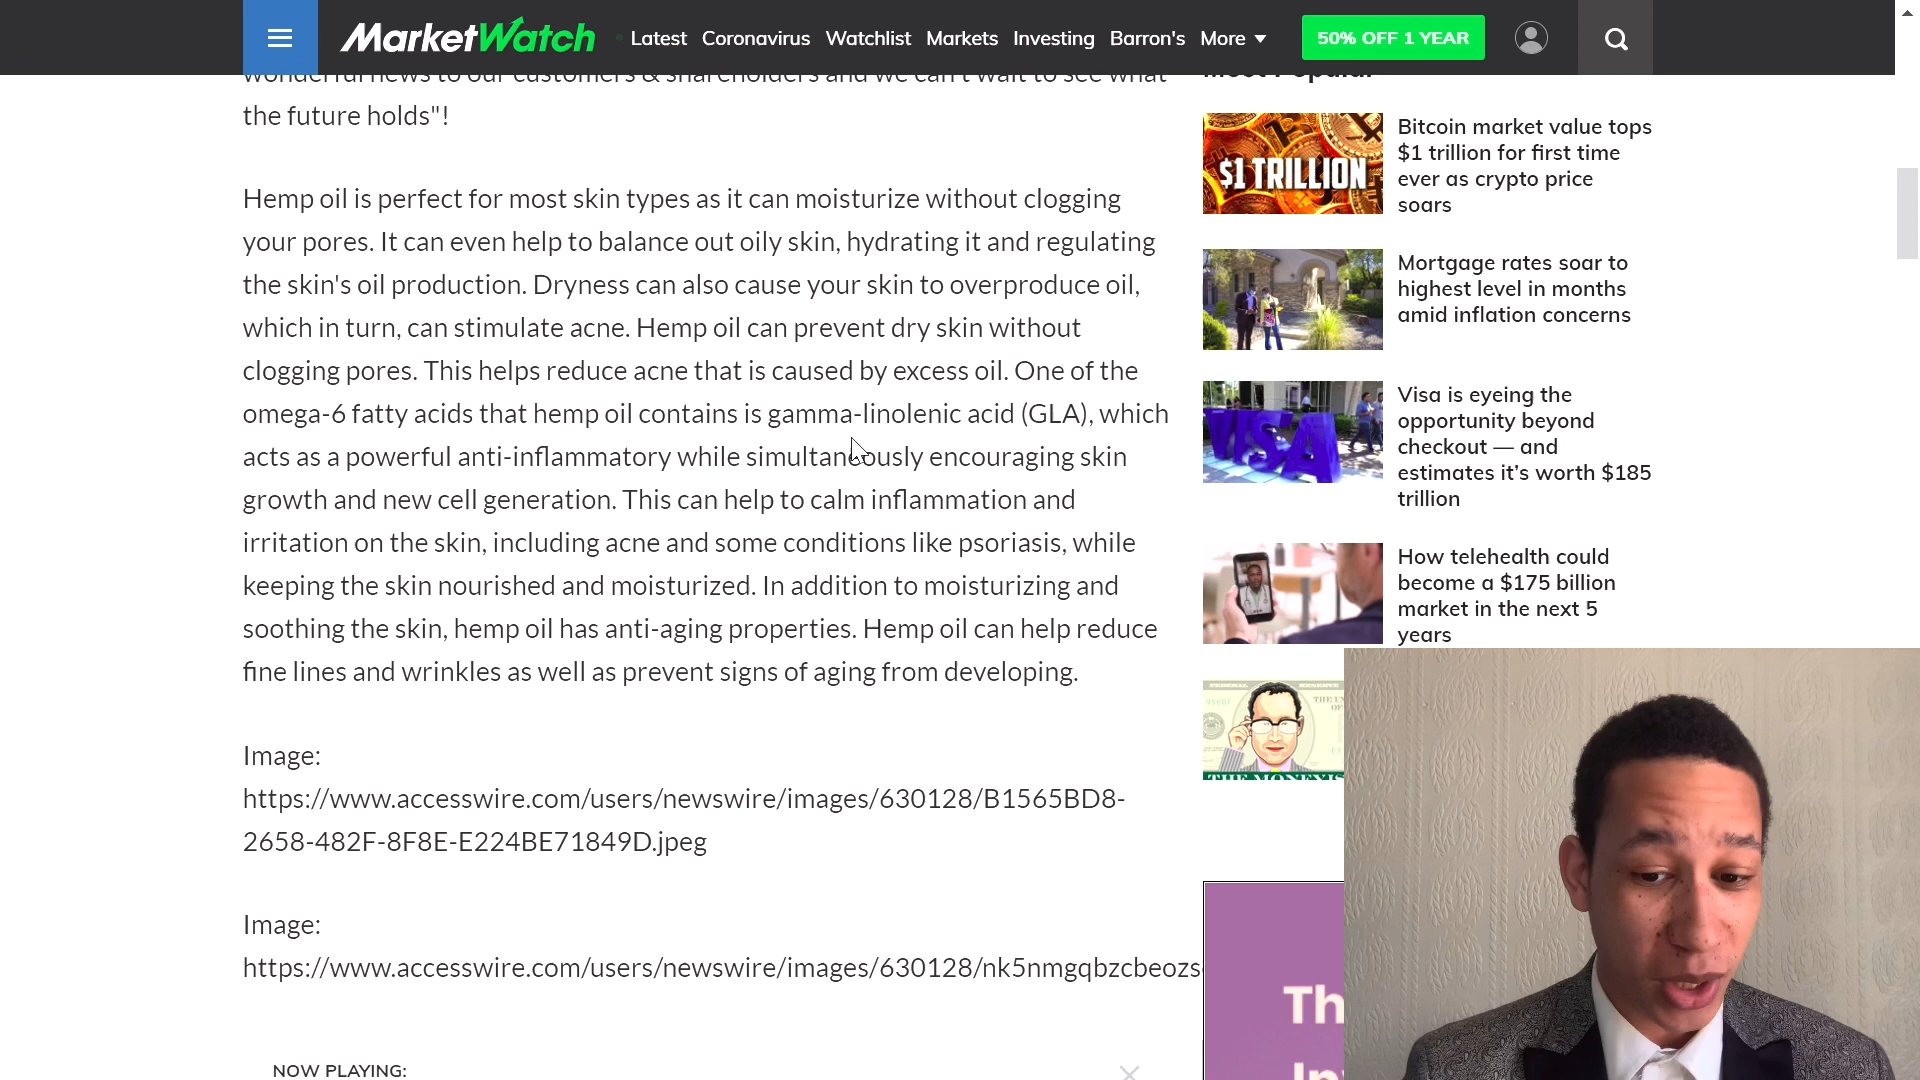 MarketWatch
Latest Coronavirus Watchlist Markets Investing Barron's More
50% OFF 1 YEAR
the future holds"!
Hemp oil is perfect for most skin types as it can moisturize without clogging
your pores. It can even help to balance out oily skin, hydrating it and regulating
the skin's oil production. Dryness can also cause your skin to overproduce oil,
which in turn, can stimulate acne. Hemp oil can prevent dry skin without
clogging pores. This helps reduce acne that is caused by excess oil. One of the
omega-6 fatty acids that hemp oil contains is gamma-linolenic acid (GLA), which
acts as a powerful anti-inflammatory while simultaneously encouraging skin
growth and new cell generation. This can help to calm inflammation and
irritation on the skin, including acne and some conditions like psoriasis, while
keeping the skin nourished and moisturized. In addition to moisturizing and
soothing the skin, hemp oil has anti-aging properties. Hemp oil can help reduce
fine lines and wrinkles as well as prevent signs of aging from developing.
Image:
https://www.accesswire.com/users/newswire/images/630128/B1565BD8-
2658-482F-8F8E-E224BE71849D.jpeg
Image:
https://www.accesswire.com/users/newswire/images/630128/nk5nmgqbzcbeozs
NOW PLAYING:
$1 TRILLION
Bitcoin market value tops
$1 trillion for first time
ever as crypto price
soars
Mortgage rates soar to
highest level in months
amid inflation concerns
VISA
Visa is eyeing the
opportunity beyond
checkout — and
estimates it’s worth $185
trillion
How telehealth could
become a $175 billion
market in the next 5
years
FEDERAL RESERVE
THE MONEYIS
Th
In